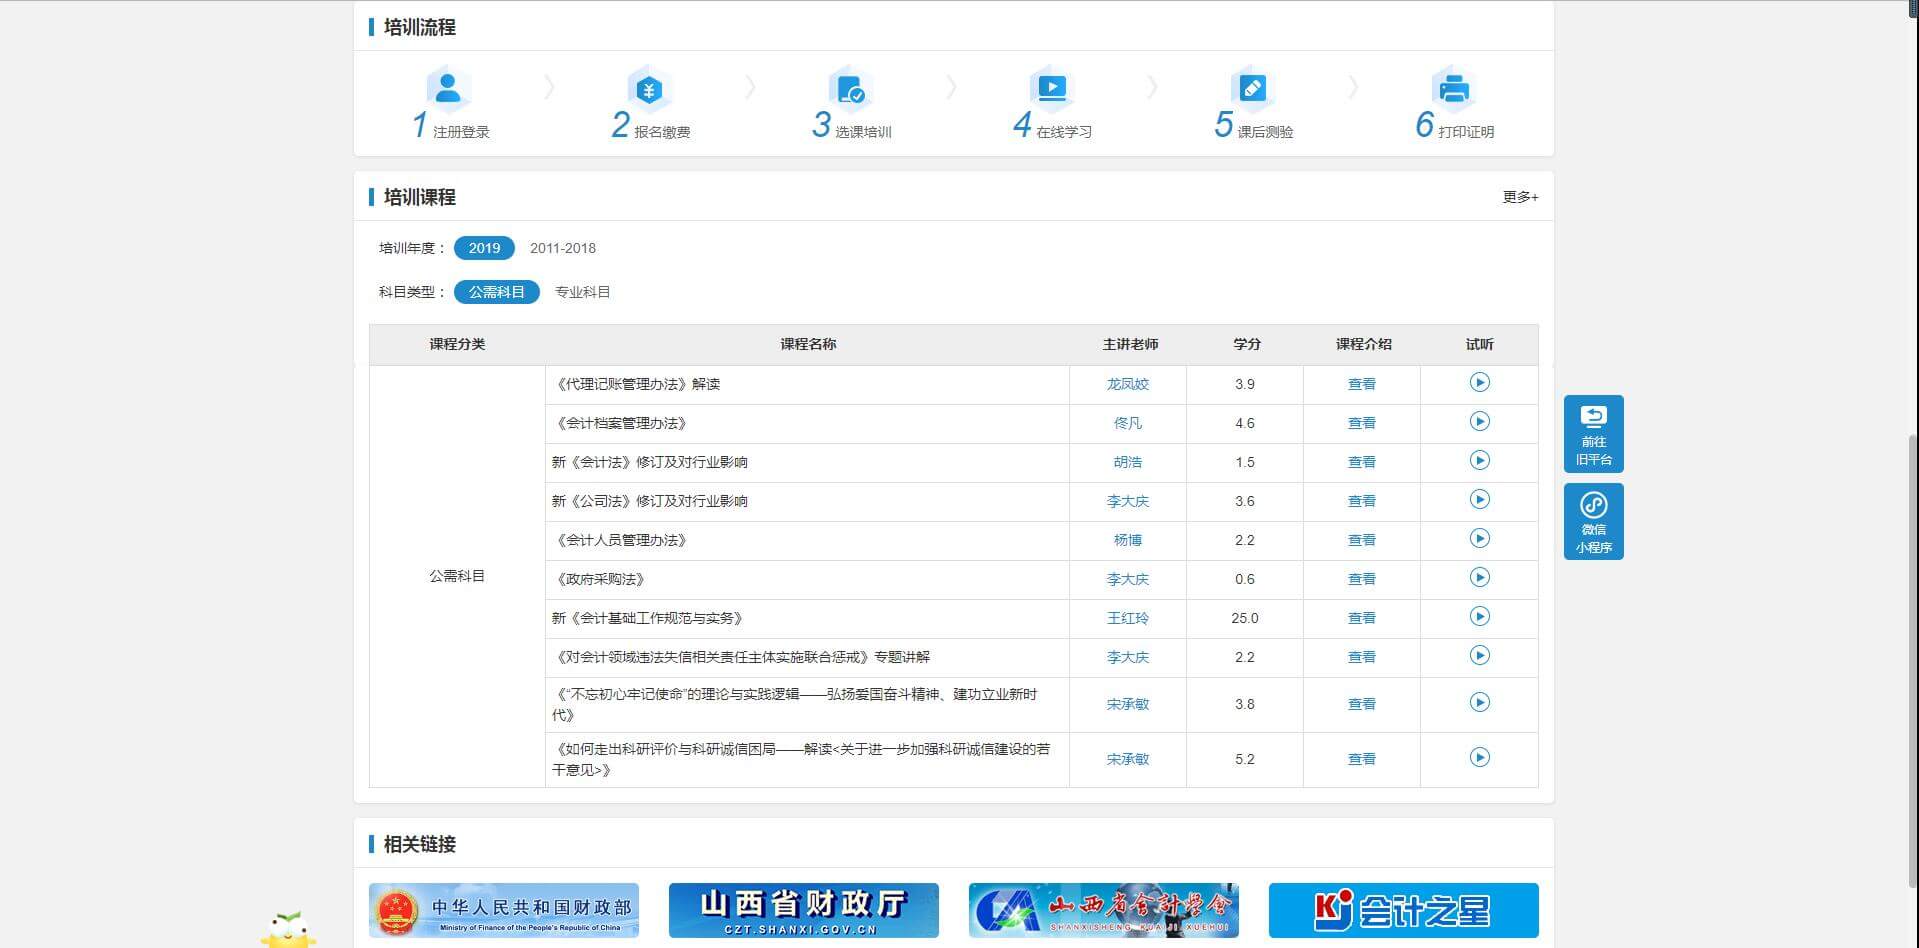 培训流程
1 注册登录
2 报名缴费
3 选课培训
4 在线学习
5 课后测验
6 打印证明
培训课程 更多+
培训年度： 2019 2011-2018
科目类型： 公需科目 专业科目
课程分类 课程名称 主讲老师 学分 课程介绍 试听
公需科目
《代理记账管理办法》解读 龙凤姣 3.9 查看
《会计档案管理办法》 佟凡 4.6 查看
新《会计法》修订及对行业影响 胡浩 1.5 查看
新《公司法》修订及对行业影响 李大庆 3.6 查看
《会计人员管理办法》 杨博 2.2 查看
《政府采购法》 李大庆 0.6 查看
新《会计基础工作规范与实务》 王红玲 25.0 查看
《对会计领域违法失信相关责任主体实施联合惩戒》专题讲解 李大庆 2.2 查看
《“不忘初心牢记使命”的理论与实践逻辑——弘扬爱国奋斗精神、建功立业新时
代》 宋承敏 3.8 查看
《如何走出科研评价与科研诚信困局——解读<关于进一步加强科研诚信建设的若
干意见>》 宋承敏 5.2 查看
前往
旧平台
微信
小程序
相关链接
中华人民共和国财政部
Ministry of Finance of the People's Republic of China
山西省财政厅
CZT.SHANXI.GOV.CN
山西省会計學會
SHANXISHENG KUAIJI XUEHUI
KJ 会计之星